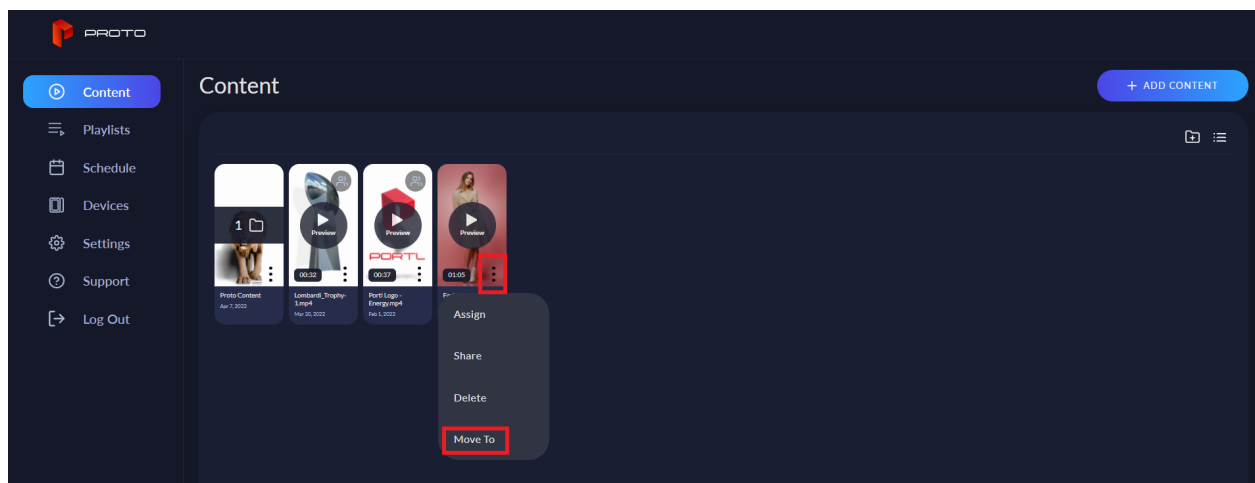 PROTO
Content
Playlists
Schedule
Devices
Settings
Support
Log Out
Content
+ ADD CONTENT
1
Proto Content
Apr 7, 2022
Preview
00:32
Lombardi_Trophy-
1.mp4
Mar 30, 2022
Preview
PORTL
00:37
Portl Logo -
Energy.mp4
Feb 1, 2022
Preview
01:05
Assign
Share
Delete
Move To